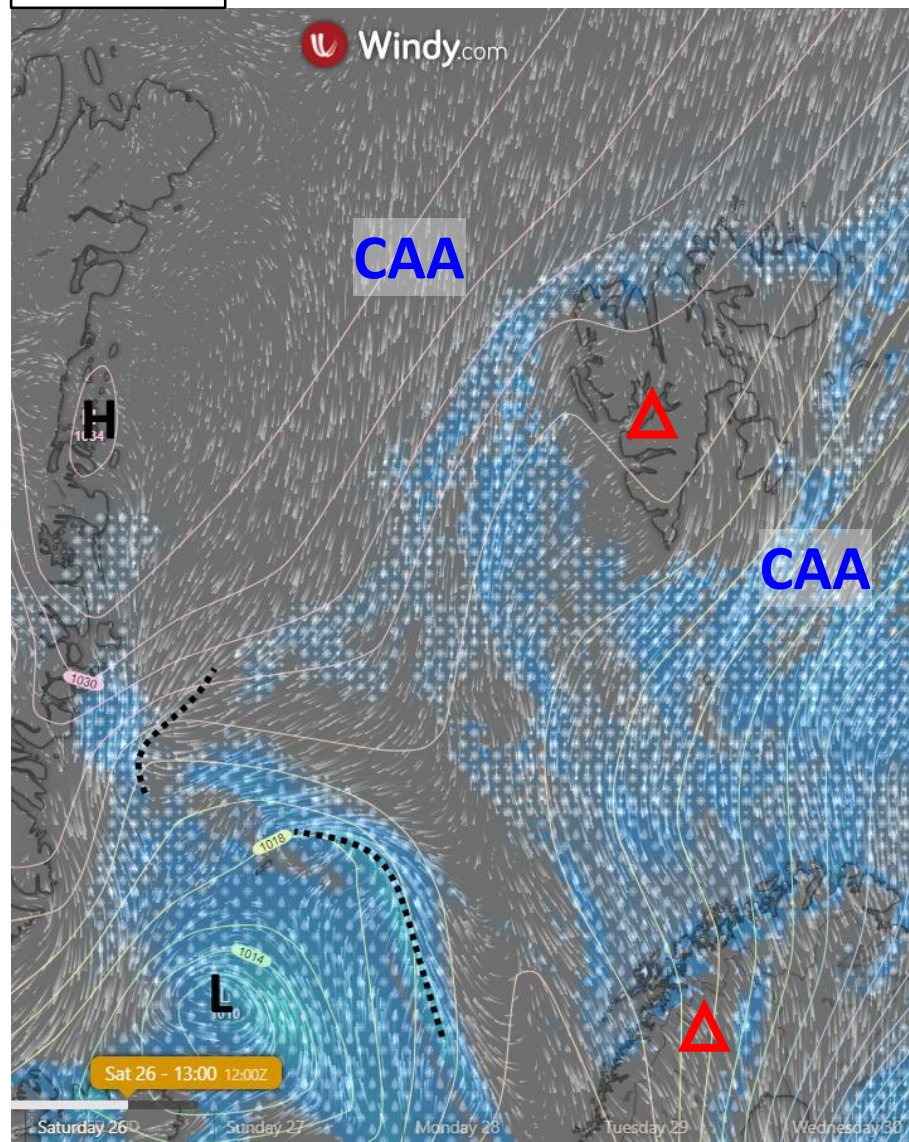 Windy.com
CAA
H
1034
CAA
1030
1018
1014
L
1010
Sat 26 - 13:00 12:00Z
Saturday 26 Sunday 27 Monday 28 Tuesday 29 Wednesday 30